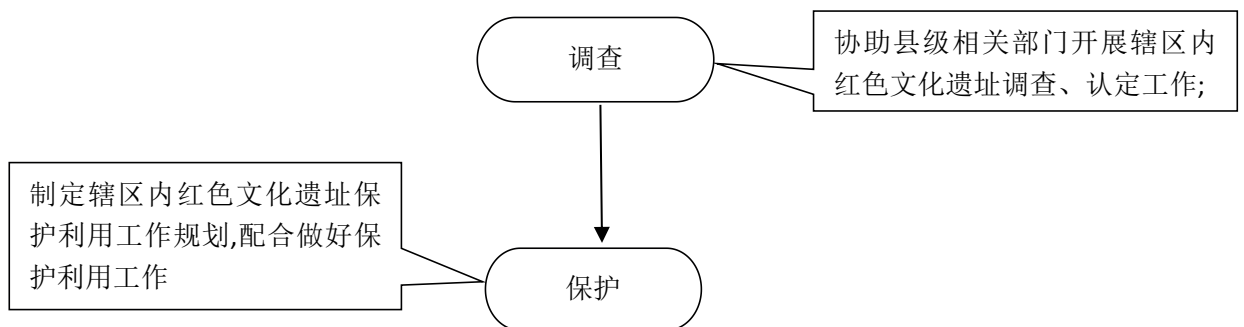 调查
协助县级相关部门开展辖区内
红色文化遗址调查、认定工作;
制定辖区内红色文化遗址保
护利用工作规划,配合做好保
护利用工作
保护